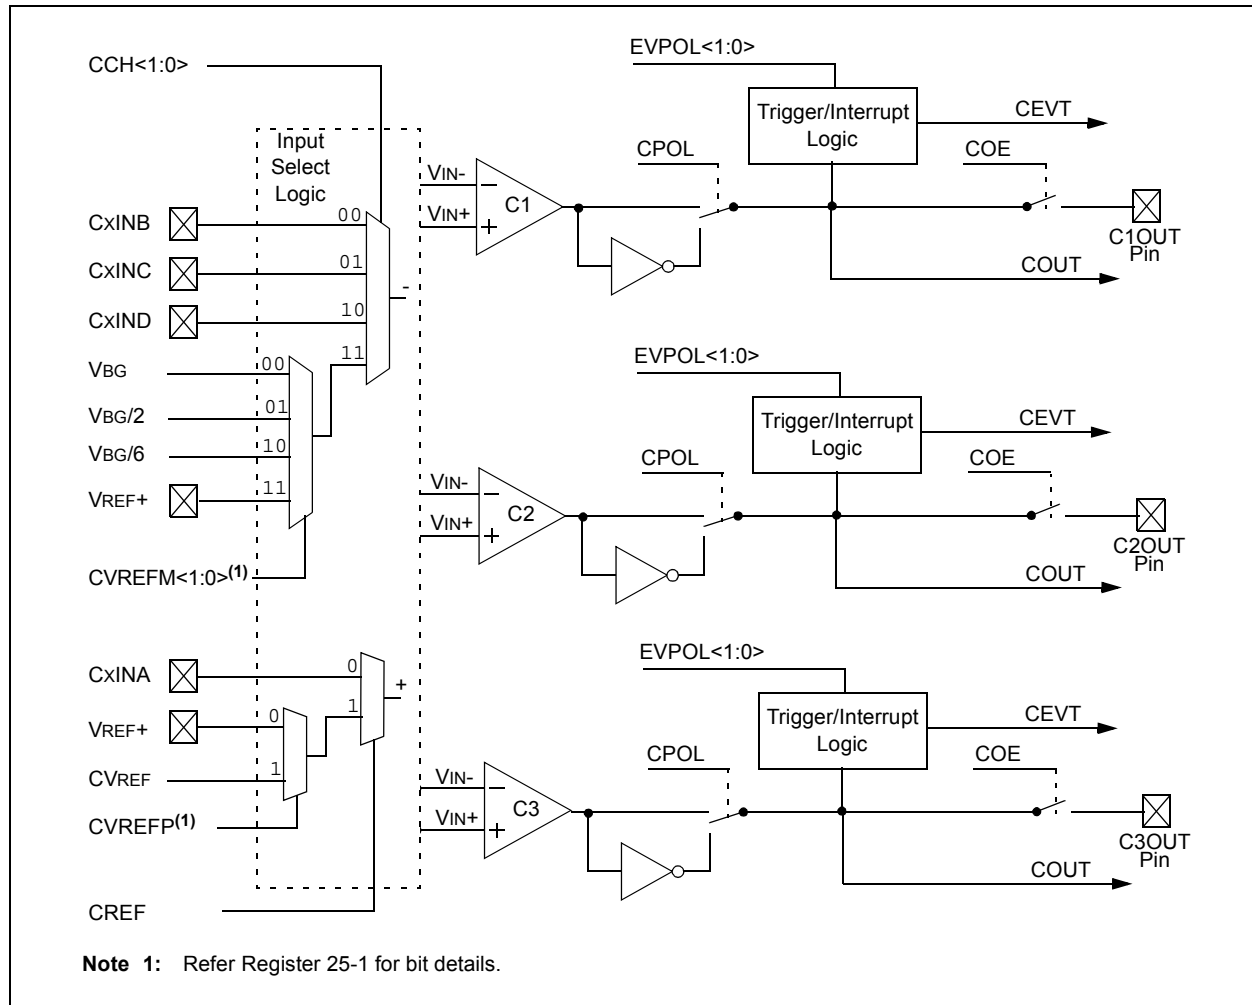 CCH<1:0>
Input
Select
Logic
CXINB
00
CXINC
01
-
CXIND
10
11
VBG
00
VBG/2
01
VBG/6
10
VREF+
11
CVREFM<1:0>(1)
CXINA
0
+
1
VREF+
0
CVREF
1
CVREFP(1)
CREF
EVPOL<1:0>
Trigger/Interrupt
Logic
CEVT
CPOL
COE
VIN-
−
C1
VIN+
+
C1OUT
Pin
COUT
EVPOL<1:0>
Trigger/Interrupt
Logic
CEVT
CPOL
COE
VIN-
−
C2
VIN+
+
C2OUT
Pin
COUT
EVPOL<1:0>
Trigger/Interrupt
Logic
CEVT
CPOL
COE
VIN-
−
C3
VIN+
+
C3OUT
Pin
COUT
Note 1: Refer Register 25-1 for bit details.